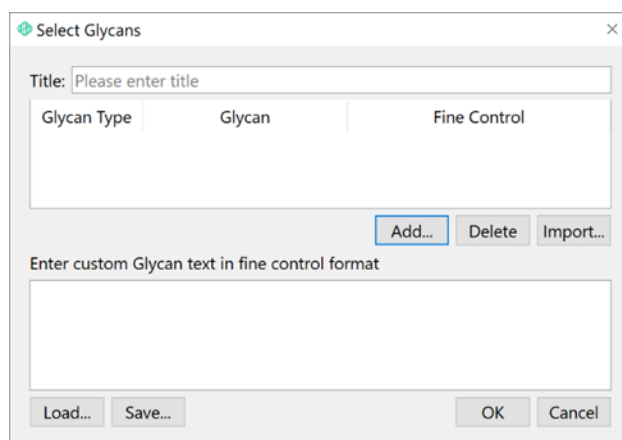 Select Glycans
Title: Please enter title
Glycan Type Glycan Fine Control
Add... Delete Import...
Enter custom Glycan text in fine control format
Load... Save... OK Cancel